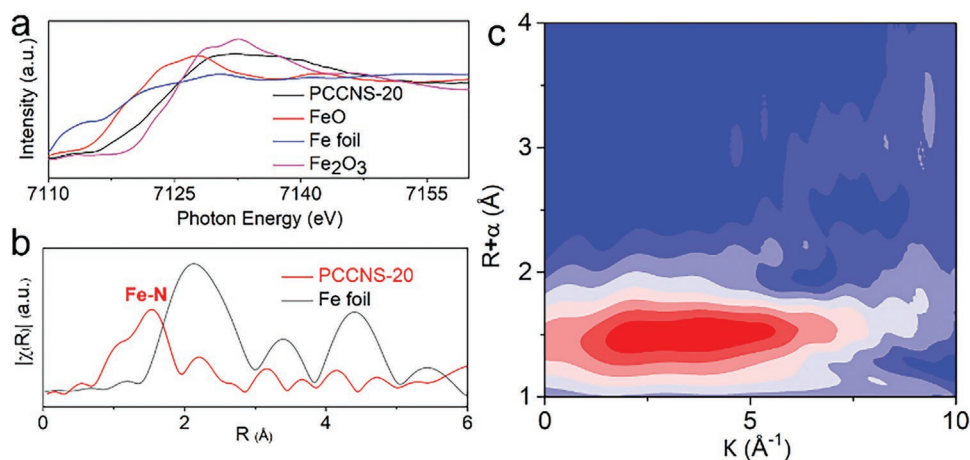 a
Intensity (a.u.)
PCCNS-20
FeO
Fe foil
Fe₂O₃
7110 7125 7140 7155
Photon Energy (eV)
b
|χ(R)| (a.u.)
Fe-N
PCCNS-20
Fe foil
0 2 4 6
R (Å)
c
R+α (Å)
4
3
2
1
0 5 10
K (Å⁻¹)